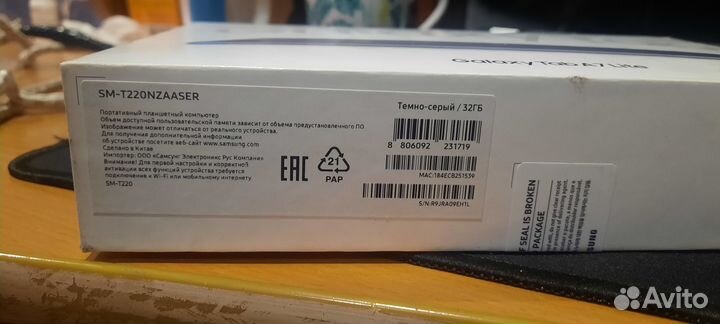 Galaxy Tab A7 Lite
SM-T220NZAASER
Портативный планшетный компьютер
Объем доступной пользовательской памяти зависит от объема предустановленного ПО
Изображение может отличаться от реального устройства.
Для получения дополнительной информации
об устройстве посетите веб-сайт www.samsung.com
Сделано в Китае
Импортер: ООО «Самсунг Электроникс Рус Компани»
Внимание! Для первой настройки и корректной
активации всех функций устройства требуется
подключение к Wi-Fi или мобильному интернету
SM-T220
EAC
21
PAP
Темно-серый / 32ГБ
8 806092 231719
MAC:184ECB251539
S/N:R9JRA09EH1L
F SEAL IS BROKEN
PACKAGE
SUNG
Avito